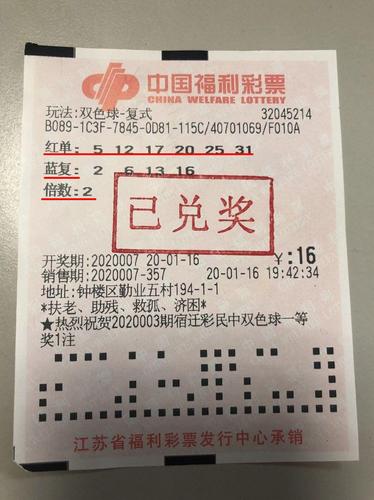 中国福利彩票
CHINA WELFARE LOTTERY
玩法:双色球-复式 32045214
B089-1C3F-7845-0D81-115C/40701069/F010A
红单: 5 12 17 20 25 31
蓝复: 2 6 13 16
倍数:2
已兑奖
开奖期:2020007 20-01-16 ¥:16
销售期:2020007-357 20-01-16 19:42:34
地址:钟楼区勤业五村194-1-1
*扶老、助残、救孤、济困*
★热烈祝贺2020003期宿迁彩民中双色球一等
奖1注
江苏省福利彩票发行中心承销